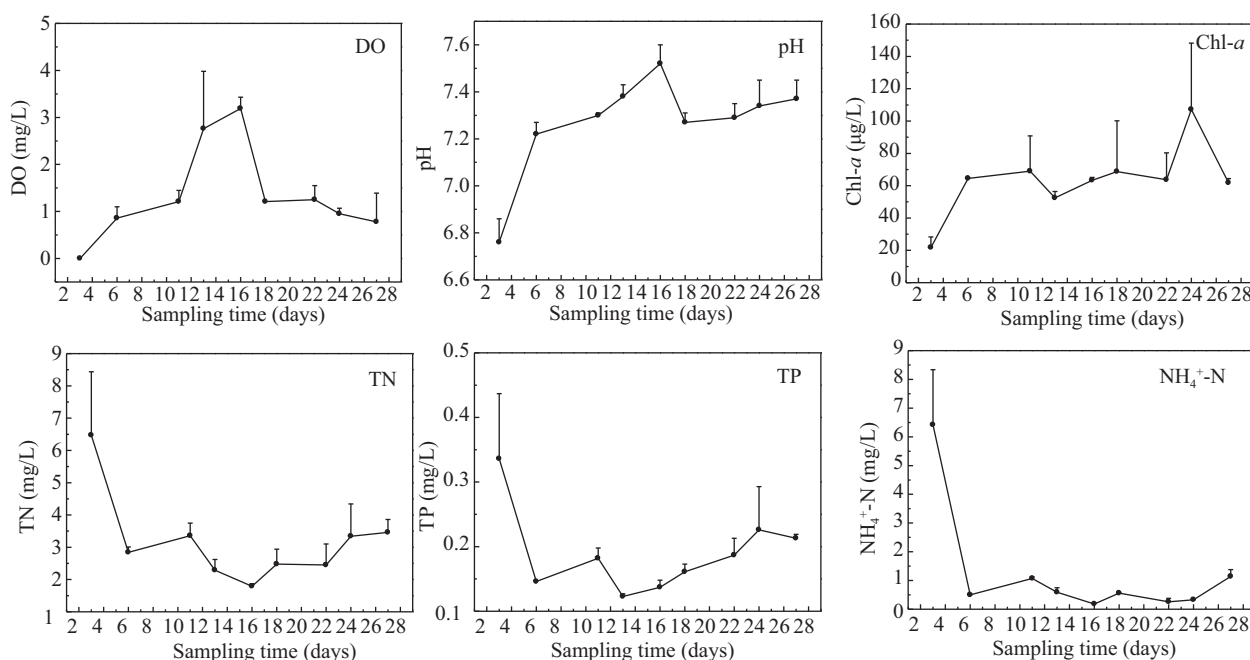 DO
DO (mg/L)
5
4
3
2
1
0
2 4 6 8 10 12 14 16 18 20 22 24 26 28
Sampling time (days)
pH
pH
7.6
7.4
7.2
7.0
6.8
6.6
2 4 6 8 10 12 14 16 18 20 22 24 26 28
Sampling time (days)
Chl-a
Chl-a (μg/L)
160
140
120
100
80
60
40
20
0
2 4 6 8 10 12 14 16 18 20 22 24 26 28
Sampling time (days)
TN
TN (mg/L)
9
8
7
6
5
4
3
2
1
2 4 6 8 10 12 14 16 18 20 22 24 26 28
Sampling time (days)
TP
TP (mg/L)
0.5
0.4
0.3
0.2
0.1
2 4 6 8 10 12 14 16 18 20 22 24 26 28
Sampling time (days)
NH₄⁺-N
NH₄⁺-N (mg/L)
9
8
7
6
5
4
3
2
1
0
2 4 6 8 10 12 14 16 18 20 22 24 26 28
Sampling time (days)